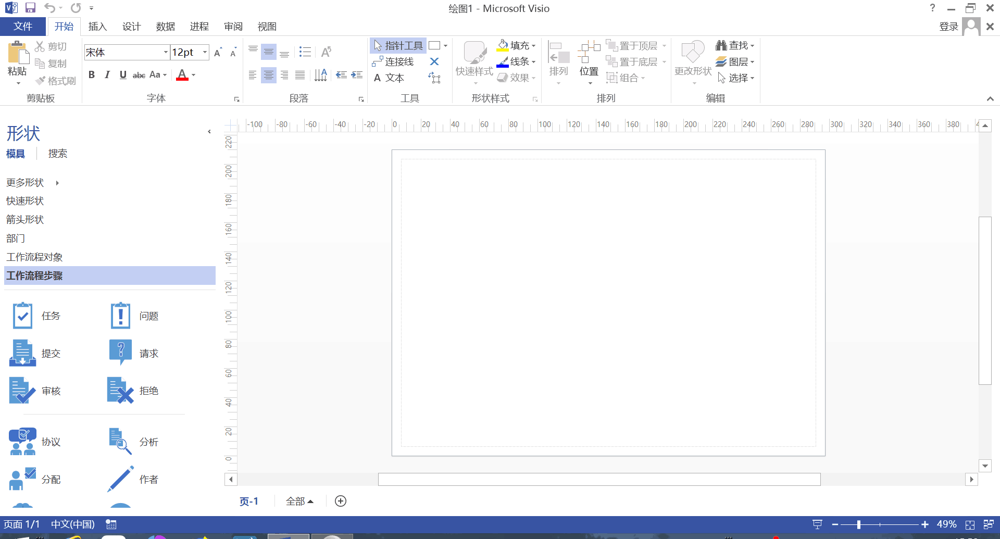 绘图1 - Microsoft Visio
?
文件 开始 插入 设计 数据 进程 审阅 视图 登录
粘贴 剪切 复制 格式刷
剪贴板
宋体 12pt A A
B I U abc Aa A
字体
段落
指针工具
连接线
A 文本
工具
快速样式 填充 线条 效果
形状样式
排列 位置 置于顶层 置于底层 组合
排列
更改形状 查找 图层 选择
编辑
形状
模具 搜索
更多形状
快速形状
箭头形状
部门
工作流程对象
工作流程步骤
任务 问题
提交 请求
审核 拒绝
协议 分析
分配 作者
-100 -80 -60 -40 -20 0 20 40 60 80 100 120 140 160 180 200 220 240 260 280 300 320 340 360 380
220
200
180
160
140
120
100
80
60
40
20
0
页-1 全部
页面 1/1 中文(中国) 49%